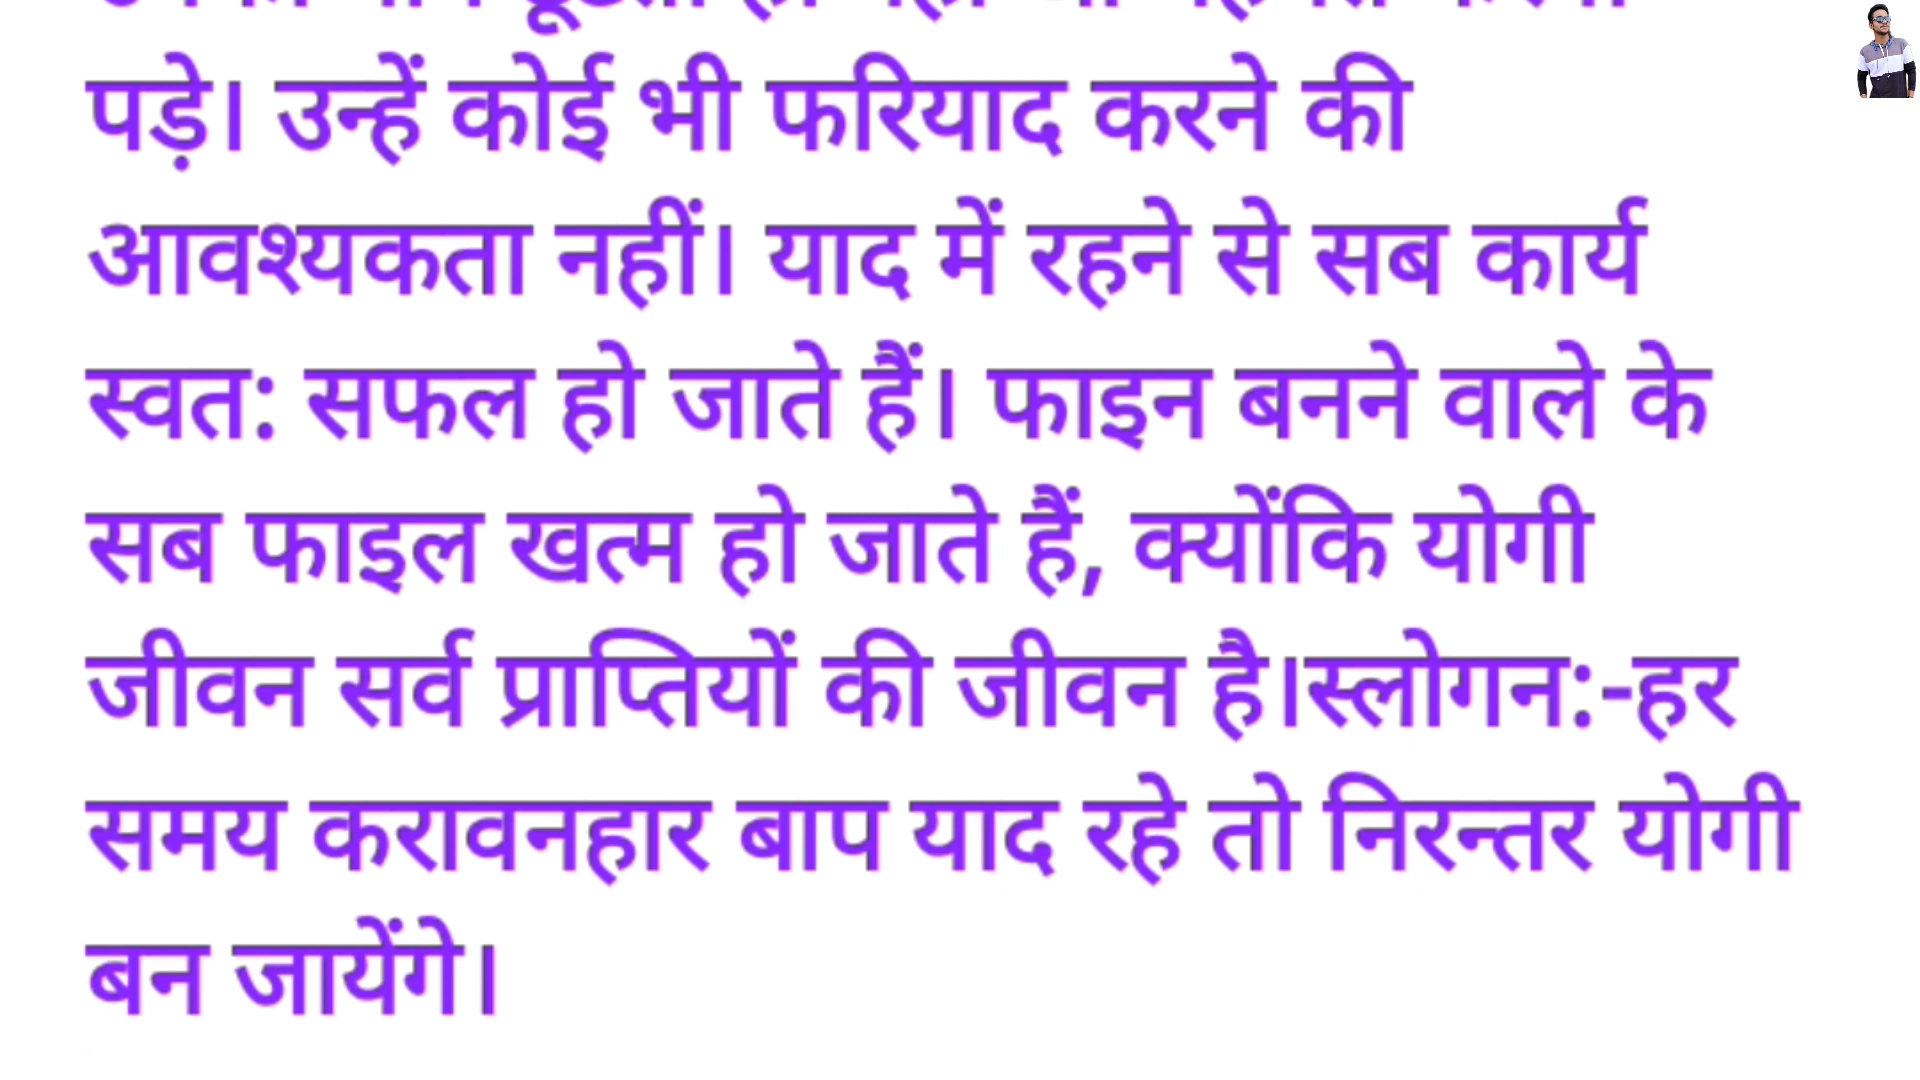 पड़े। उन्हें कोई भी फरियाद करने की
आवश्यकता नहीं। याद में रहने से सब कार्य
स्वत: सफल हो जाते हैं। फाइन बनने वाले के
सब फाइल खत्म हो जाते हैं, क्योंकि योगी
जीवन सर्व प्राप्तियों की जीवन है।स्लोगन:-हर
समय करावनहार बाप याद रहे तो निरन्तर योगी
बन जायेंगे।